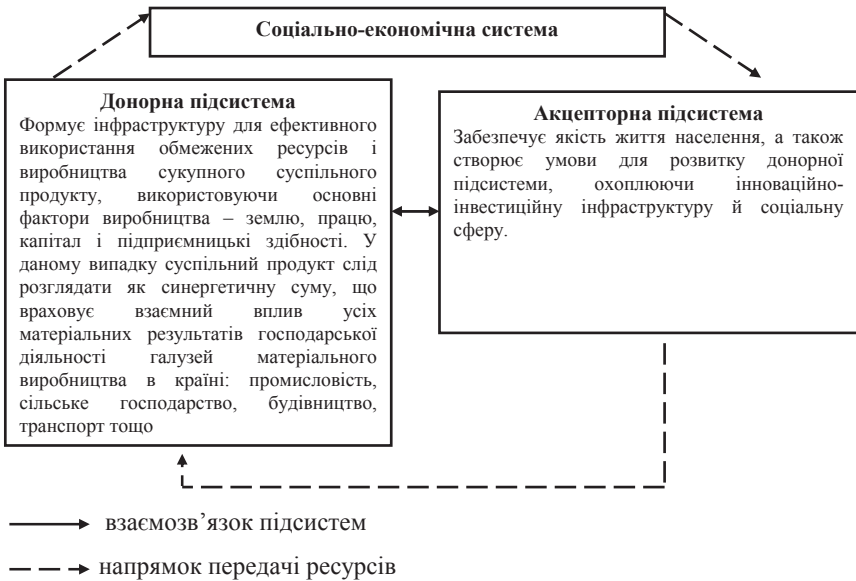 Соціально-економічна система
Донорна підсистема
Формує інфраструктуру для ефективного
використання обмежених ресурсів і
виробництва сукупного суспільного
продукту, використовуючи основні
фактори виробництва – землю, працю,
капітал і підприємницькі здібності. У
даному випадку суспільний продукт слід
розглядати як синергетичну суму, що
враховує взаємний вплив усіх
матеріальних результатів господарської
діяльності галузей матеріального
виробництва в країні: промисловість,
сільське господарство, будівництво,
транспорт тощо
Акцепторна підсистема
Забезпечує якість життя населення, а також
створює умови для розвитку донорної
підсистеми, охоплюючи інноваційно-
інвестиційну інфраструктуру й соціальну
сферу.
взаємозв'язок підсистем
напрямок передачі ресурсів